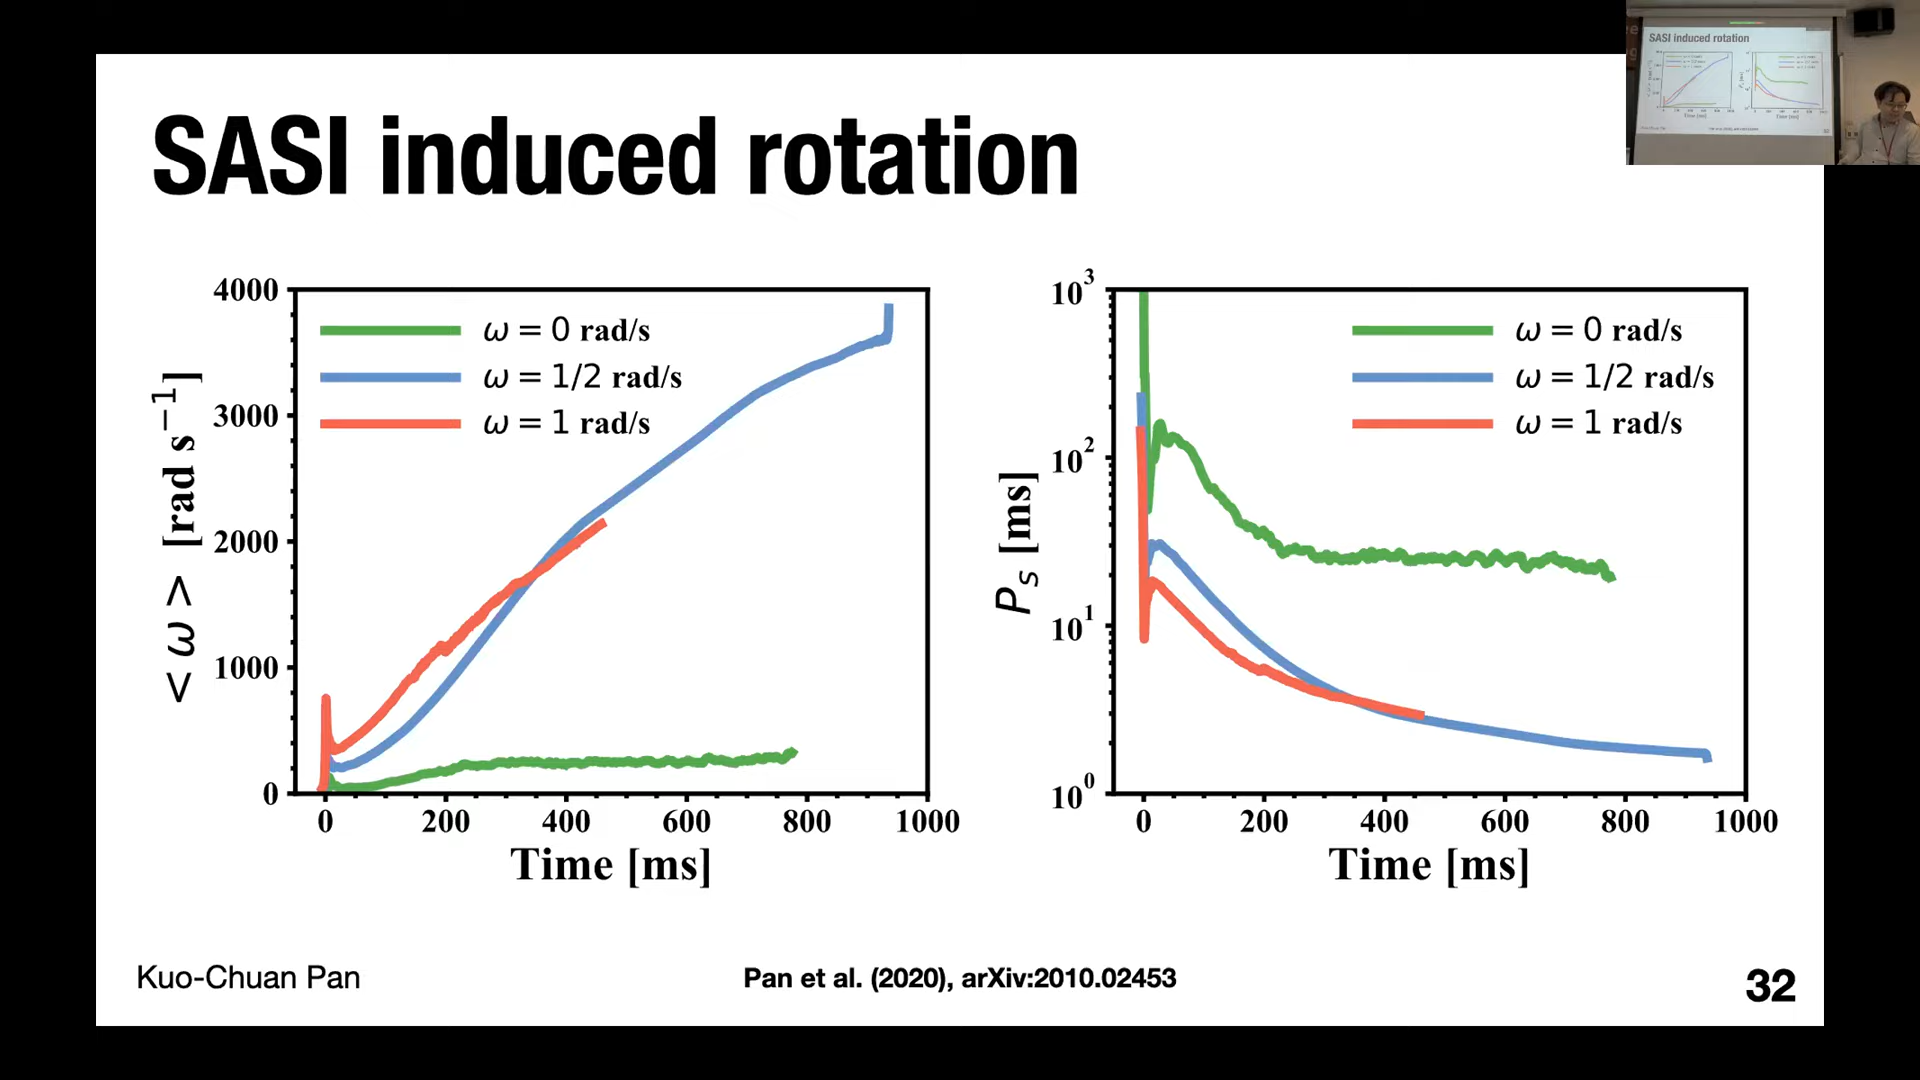 SASI induced rotation
4000
3000
2000
1000
0
< ω > [rad s⁻¹]
ω = 0 rad/s
ω = 1/2 rad/s
ω = 1 rad/s
0 200 400 600 800 1000
Time [ms]
10³
10²
10¹
10⁰
Pₛ [ms]
ω = 0 rad/s
ω = 1/2 rad/s
ω = 1 rad/s
0 200 400 600 800 1000
Time [ms]
Kuo-Chuan Pan
Pan et al. (2020), arXiv:2010.02453
32
SASI induced rotation